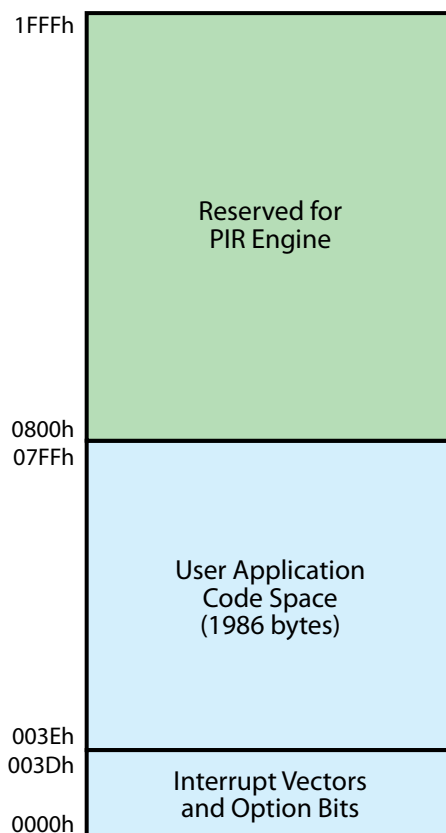 1FFFh
Reserved for
PIR Engine
0800h
07FFh
User Application
Code Space
(1986 bytes)
003Eh
003Dh
Interrupt Vectors
and Option Bits
0000h